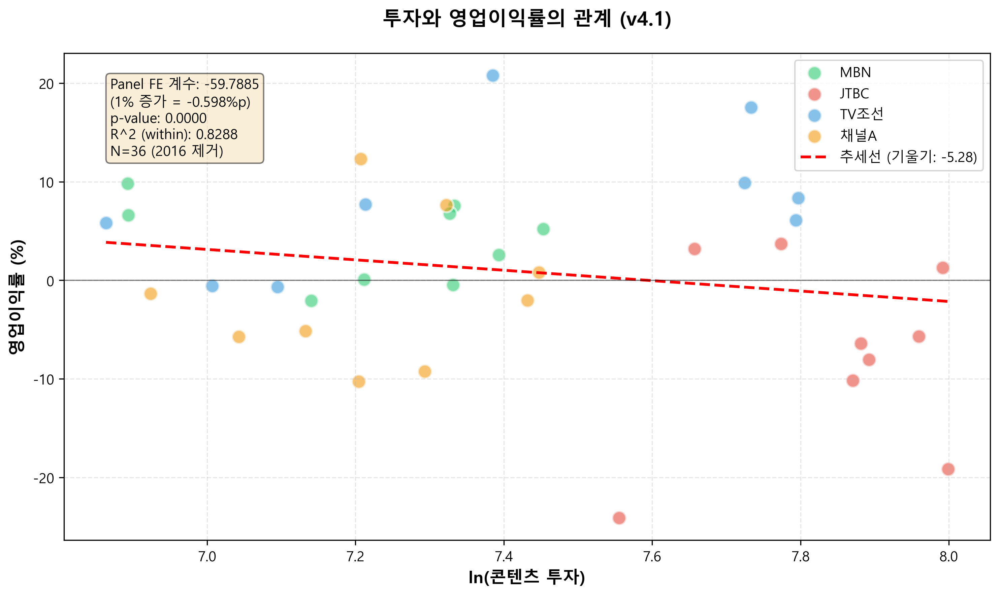 투자와 영업이익률의 관계 (v4.1)
Panel FE 계수: -59.7885
(1% 증가 = -0.598%p)
p-value: 0.0000
R^2 (within): 0.8288
N=36 (2016 제거)
MBN
JTBC
TV조선
채널A
추세선 (기울기: -5.28)
영업이익률 (%)
20
10
0
-10
-20
7.0
7.2
7.4
7.6
7.8
8.0
ln(콘텐츠 투자)